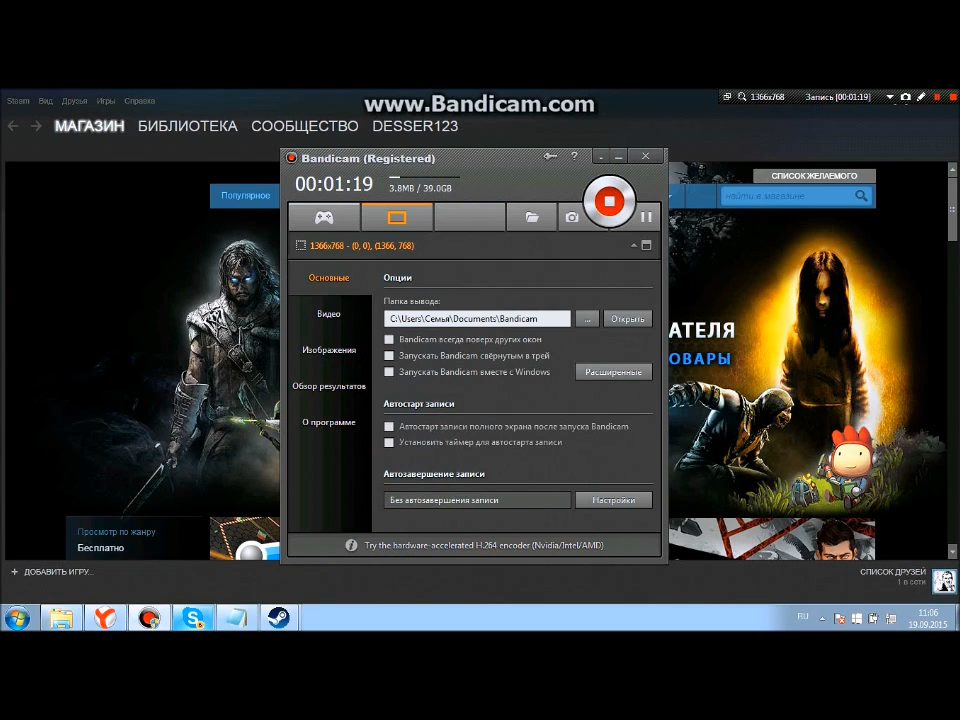 www.Bandicam.com
1366x768 Запись [00:01:19]
Steam Вид Друзья Игры Справка
МАГАЗИН БИБЛИОТЕКА СООБЩЕСТВО DESSER123
Bandicam (Registered)
СПИСОК ЖЕЛАЕМОГО
Популярное
найти в магазине
00:01:19
3.8MB / 39.0GB
1366x768 - (0, 0), (1366, 768)
Основные
Видео
Изображения
Обзор результатов
О программе
Опции
Папка вывода:
C:\Users\Семья\Documents\Bandicam ... Открыть
Bandicam всегда поверх других окон
Запускать Bandicam свёрнутым в трей
Запускать Bandicam вместе с Windows
Расширенные
Автостарт записи
Автостарт записи полного экрана после запуска Bandicam
Установить таймер для автостарта записи
Автозавершение записи
Без автозавершения записи Настройки
Try the hardware-accelerated H.264 encoder (Nvidia/Intel/AMD)
АТЕЛЯ
ОВАРЫ
Просмотр по жанру
Бесплатно
+ ДОБАВИТЬ ИГРУ...
СПИСОК ДРУЗЕЙ
1 в сети
RU
11:06
19.09.2015